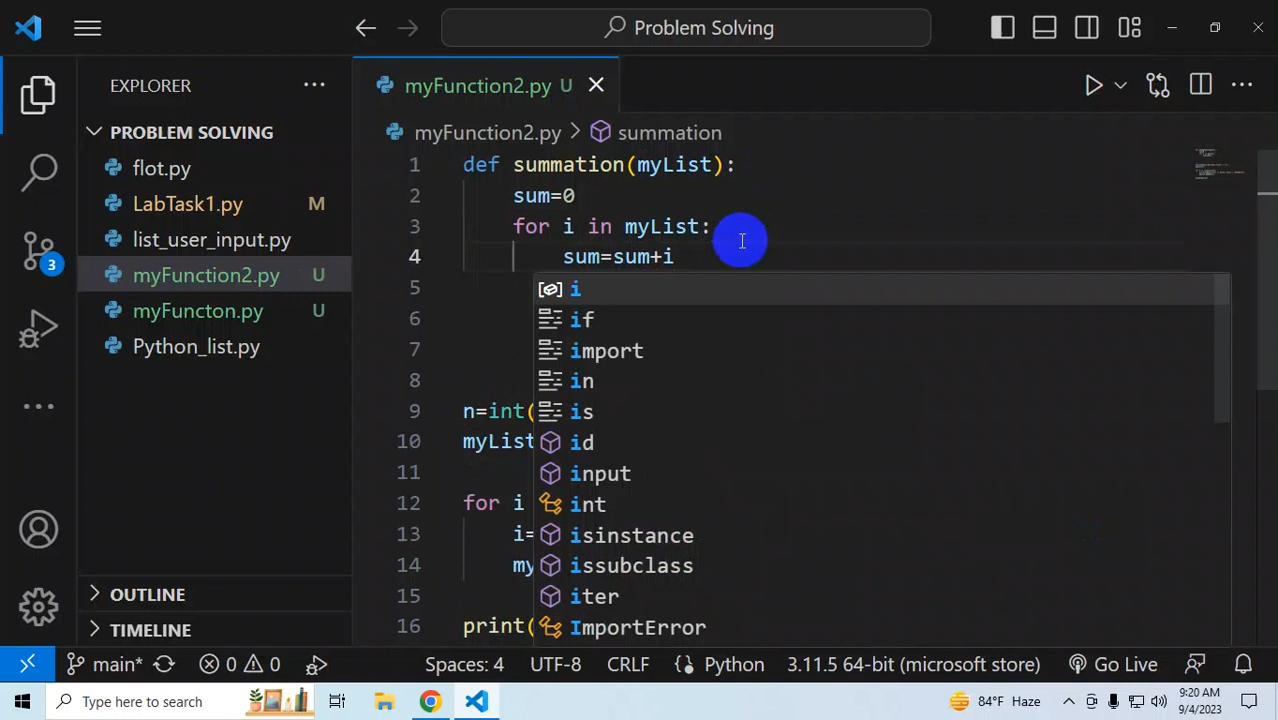 Problem Solving
EXPLORER
myFunction2.py U
PROBLEM SOLVING
myFunction2.py > summation
flot.py
LabTask1.py M
list_user_input.py
myFunction2.py U
myFuncton.py U
Python_list.py
3
1 def summation(myList):
2 sum=0
3 for i in myList:
4 sum=sum+i
5 i
6 if
7 import
8 in
9 n=int( is
10 myList id
11 input
12 for i int
13 i= isinstance
14 my issubclass
15 iter
16 print( ImportError
OUTLINE
TIMELINE
main* 0 0 Spaces: 4 UTF-8 CRLF Python 3.11.5 64-bit (microsoft store) Go Live
Type here to search 84°F Haze 9:20 AM
9/4/2023